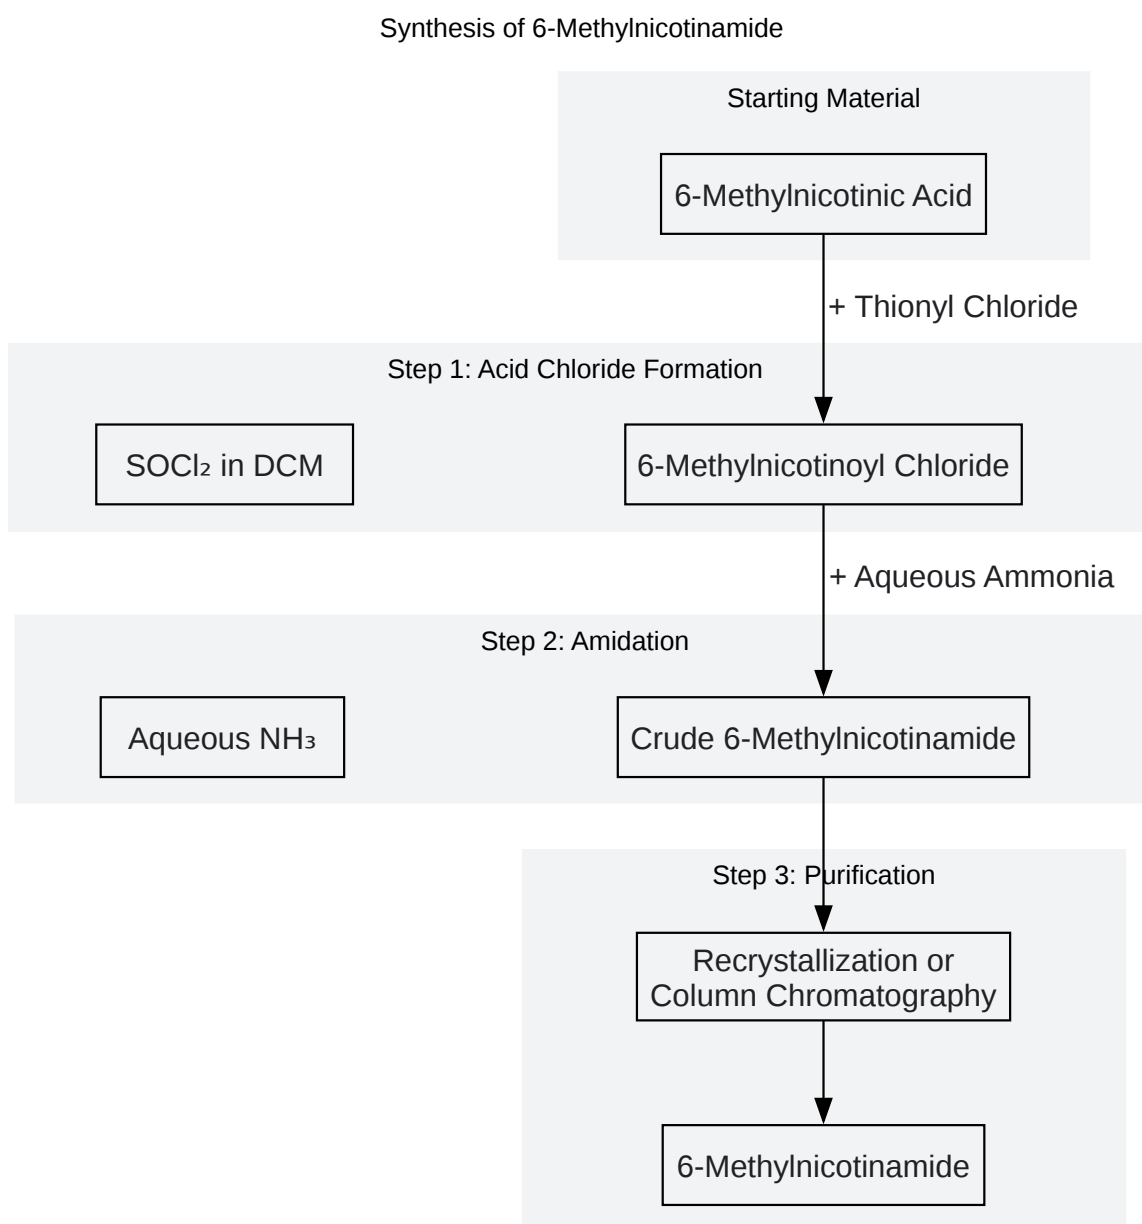 Synthesis of 6-Methylnicotinamide
Starting Material
6-Methylnicotinic Acid
+ Thionyl Chloride
Step 1: Acid Chloride Formation
SOCl₂ in DCM
6-Methylnicotinoyl Chloride
+ Aqueous Ammonia
Step 2: Amidation
Aqueous NH₃
Crude 6-Methylnicotinamide
Step 3: Purification
Recrystallization or
Column Chromatography
6-Methylnicotinamide